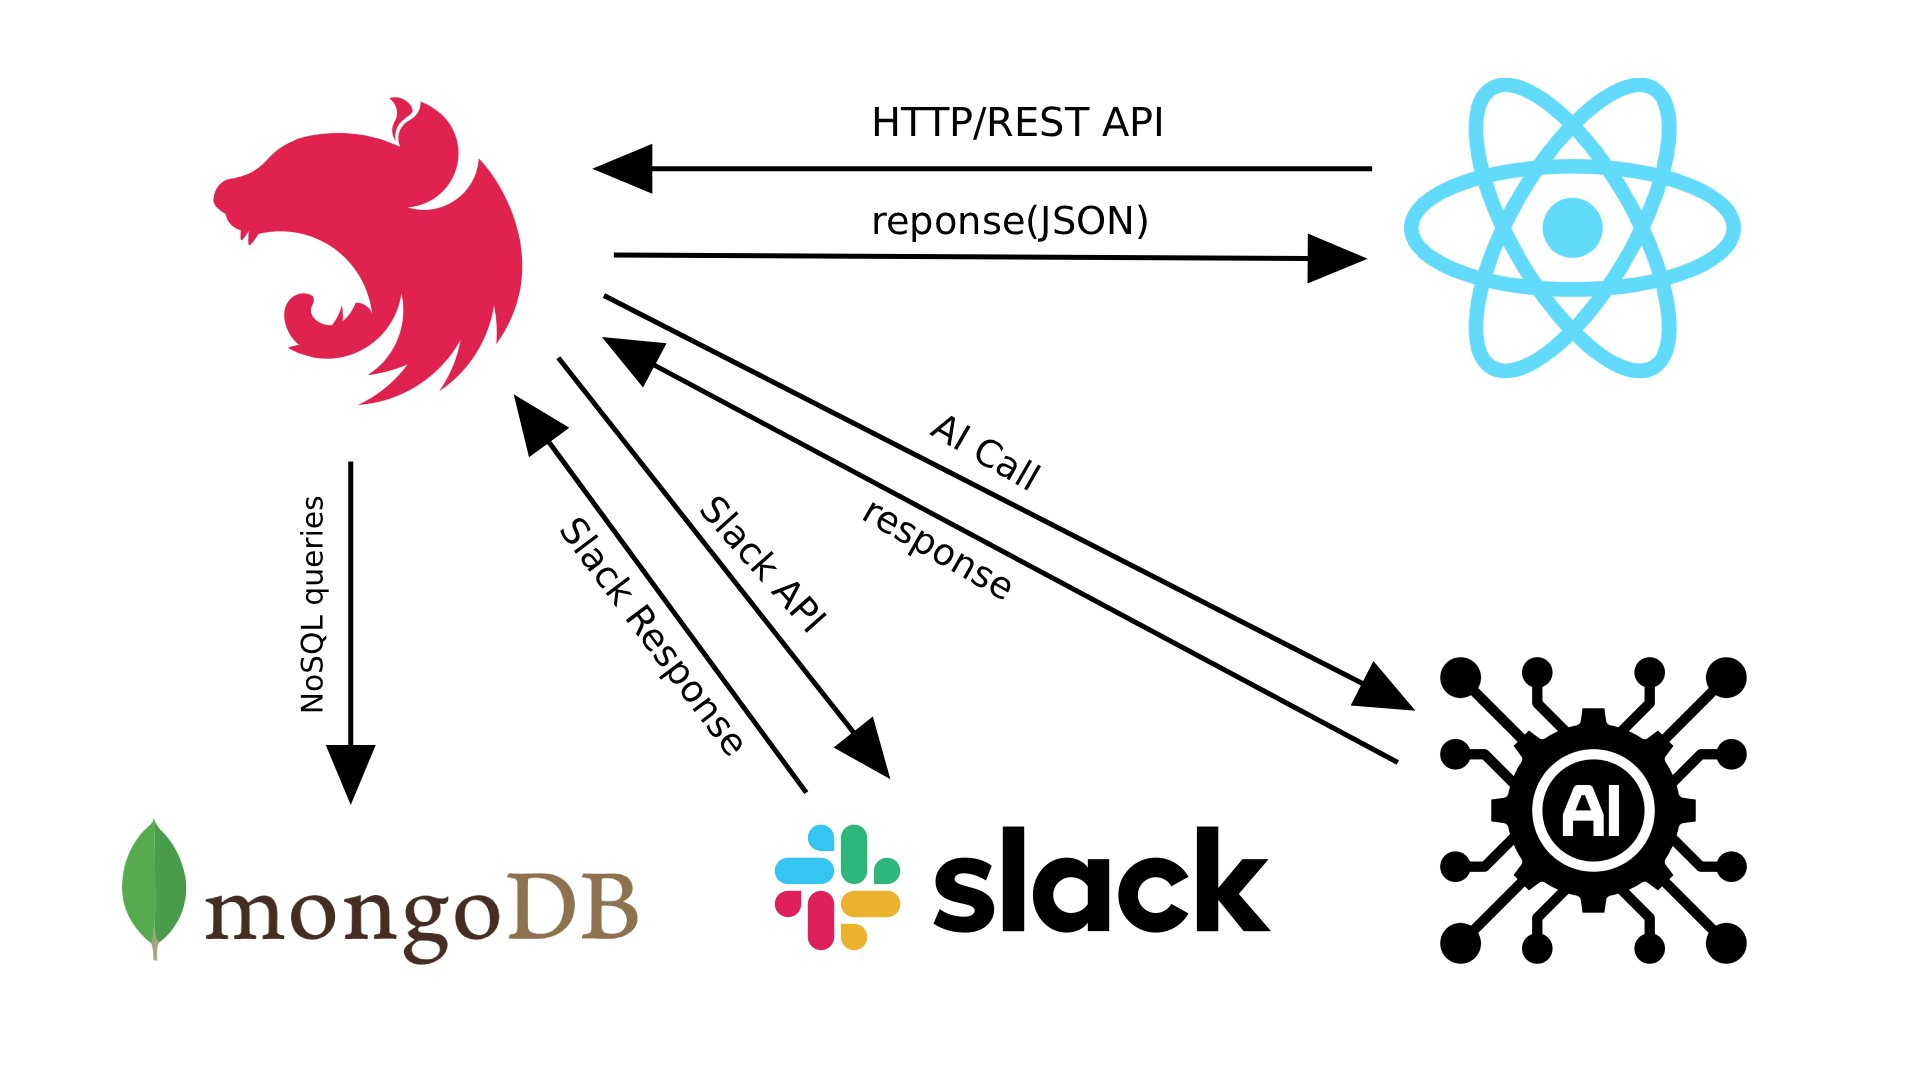 HTTP/REST API
reponse(JSON)
AI Call
response
Slack API
Slack Response
NoSQL queries
mongoDB
slack
AI